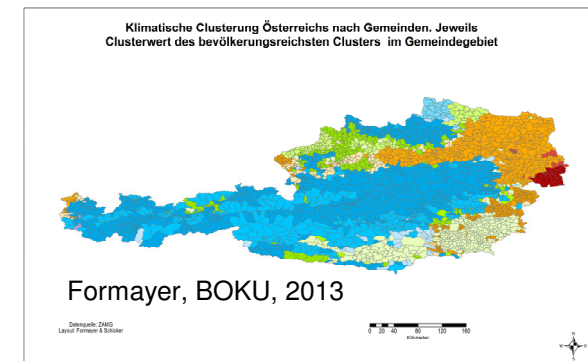 Klimatische Clusterung Österreichs nach Gemeinden. Jeweils
Clusterwert des bevölkerungsreichsten Clusters im Gemeindegebiet
Formayer, BOKU, 2013
Datenquelle: ZAMG
Layout: Formayer & Schicker
0 20 40 80 120 160
Kilometer